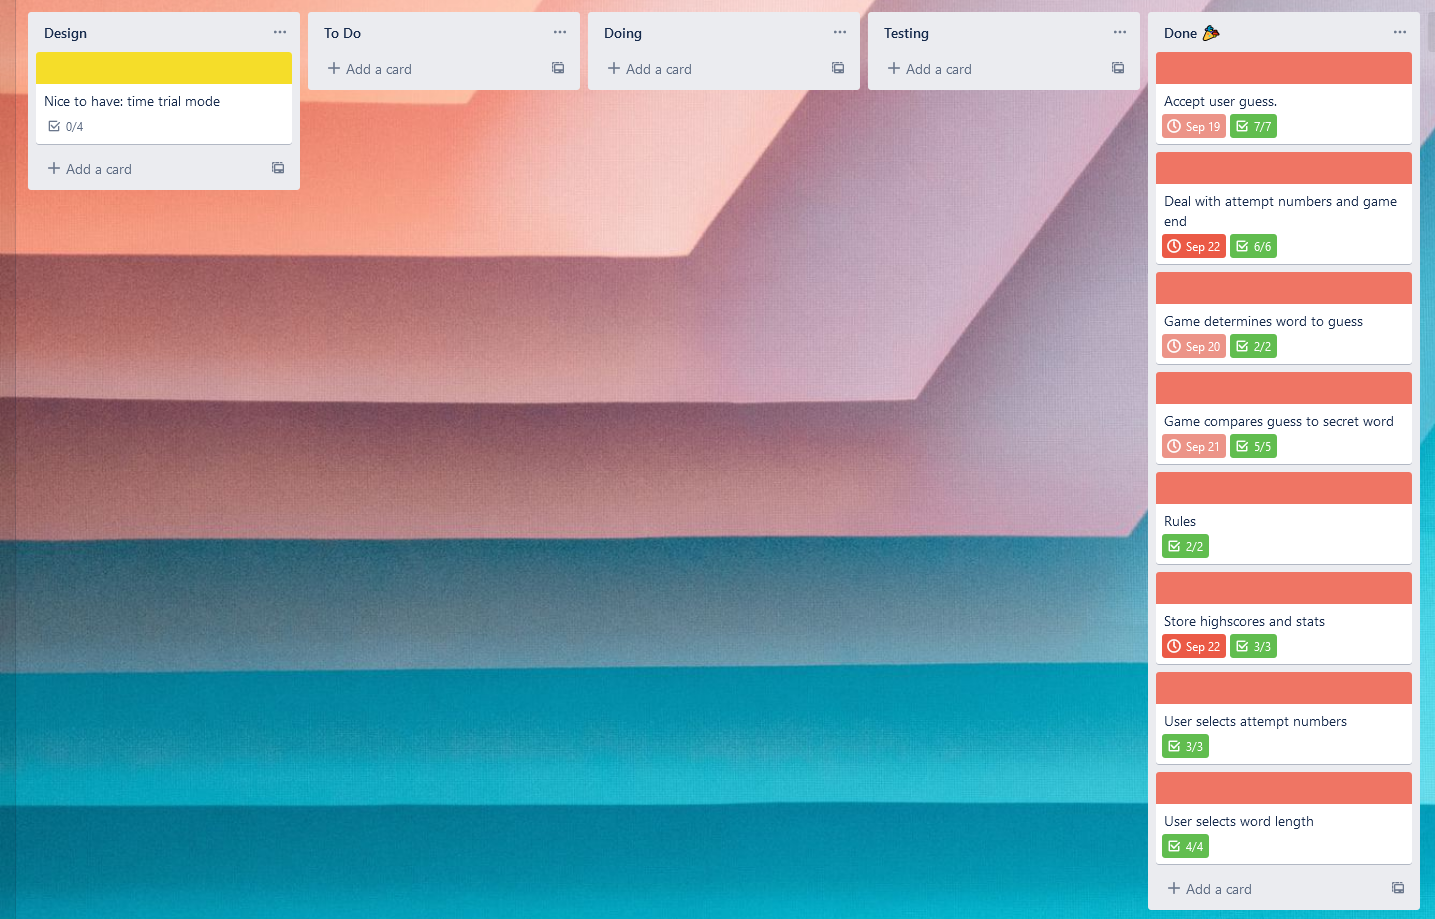 Design
Nice to have: time trial mode
0/4
Add a card
To Do
Add a card
Doing
Add a card
Testing
Add a card
Done
Accept user guess.
Sep 19 7/7
Deal with attempt numbers and game
end
Sep 22 6/6
Game determines word to guess
Sep 20 2/2
Game compares guess to secret word
Sep 21 5/5
Rules
2/2
Store highscores and stats
Sep 22 3/3
User selects attempt numbers
3/3
User selects word length
4/4
Add a card